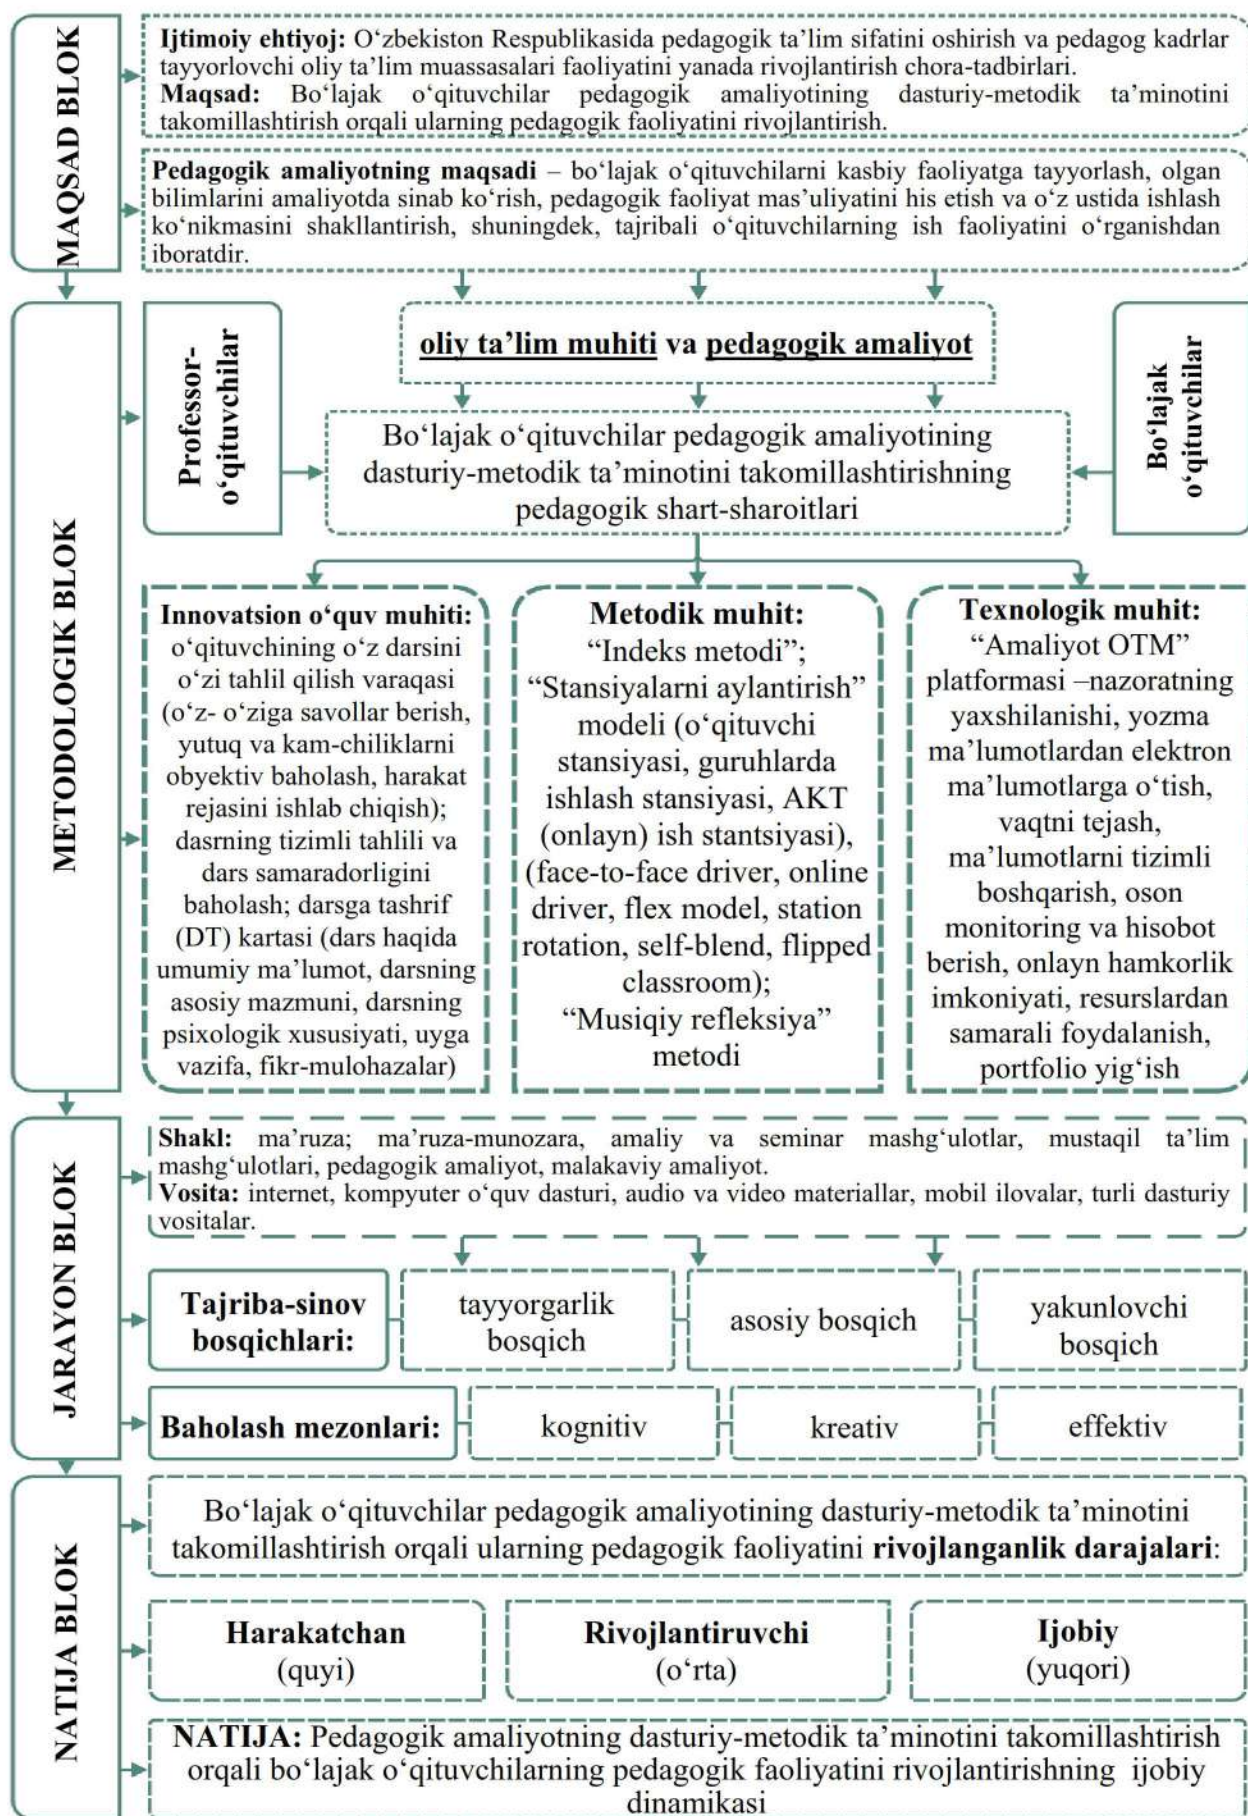 MAQSAD BLOK
Ijtimoiy ehtiyoj: O‘zbekiston Respublikasida pedagogik ta’lim sifatini oshirish va pedagog kadrlar
tayyorlovchi oliy ta’lim muassasalari faoliyatini yanada rivojlantirish chora-tadbirlari.
Maqsad: Bo‘lajak o‘qituvchilar pedagogik amaliyotining dasturiy-metodik ta’minotini
takomillashtirish orqali ularning pedagogik faoliyatini rivojlantirish.
Pedagogik amaliyotning maqsadi – bo‘lajak o‘qituvchilarni kasbiy faoliyatga tayyorlash, olgan
bilimlarini amaliyotda sinab ko‘rish, pedagogik faoliyat mas’uliyatini his etish va o‘z ustida ishlash
ko‘nikmasini shakllantirish, shuningdek, tajribali o‘qituvchilarning ish faoliyatini o‘rganishdan
iboratdir.
METODOLOGIK BLOK
Professor-
o‘qituvchilar
oliy ta’lim muhiti va pedagogik amaliyot
Bo‘lajak
o‘qituvchilar
Bo‘lajak o‘qituvchilar pedagogik amaliyotining
dasturiy-metodik ta’minotini takomillashtirishning
pedagogik shart-sharoitlari
Innovatsion o‘quv muhiti:
o‘qituvchining o‘z darsini
o‘zi tahlil qilish varaqasi
(o‘z- o‘ziga savollar berish,
yutuq va kam-chiliklarni
obyektiv baholash, harakat
rejasini ishlab chiqish);
dasrning tizimli tahlili va
dars samaradorligini
baholash; darsga tashrif
(DT) kartasi (dars haqida
umumiy ma’lumot, darsning
asosiy mazmuni, darsning
psixologik xususiyati, uyga
vazifa, fikr-mulohazalar)
Metodik muhit:
“Indeks metodi”;
“Stansiyalarni aylantirish”
modeli (o‘qituvchi
stansiyasi, guruhlarda
ishlash stansiyasi, AKT
(onlayn) ish stantsiyasi),
(face-to-face driver, online
driver, flex model, station
rotation, self-blend, flipped
classroom);
“Musiqiy refleksiya”
metodi
Texnologik muhit:
“Amaliyot OTM”
platformasi –nazoratning
yaxshilanishi, yozma
ma’lumotlardan elektron
ma’lumotlarga o‘tish,
vaqtni tejash,
ma’lumotlarni tizimli
boshqarish, oson
monitoring va hisobot
berish, onlayn hamkorlik
imkoniyati, resurslardan
samarali foydalanish,
portfolio yig‘ish
JARAYON BLOK
Shakl: ma’ruza; ma’ruza-munozara, amaliy va seminar mashg‘ulotlar, mustaqil ta’lim
mashg‘ulotlari, pedagogik amaliyot, malakaviy amaliyot.
Vosita: internet, kompyuter o‘quv dasturi, audio va video materiallar, mobil ilovalar, turli dasturiy
vositalar.
Tajriba-sinov
bosqichlari:
tayyorgarlik
bosqich
asosiy bosqich
yakunlovchi
bosqich
Baholash mezonlari:
kognitiv
kreativ
effektiv
NATIJA BLOK
Bo‘lajak o‘qituvchilar pedagogik amaliyotining dasturiy-metodik ta’minotini
takomillashtirish orqali ularning pedagogik faoliyatini rivojlanganlik darajalari:
Harakatchan
(quyi)
Rivojlantiruvchi
(o‘rta)
Ijobiy
(yuqori)
NATIJA: Pedagogik amaliyotning dasturiy-metodik ta’minotini takomillashtirish
orqali bo‘lajak o‘qituvchilarning pedagogik faoliyatini rivojlantirishning ijobiy
dinamikasi